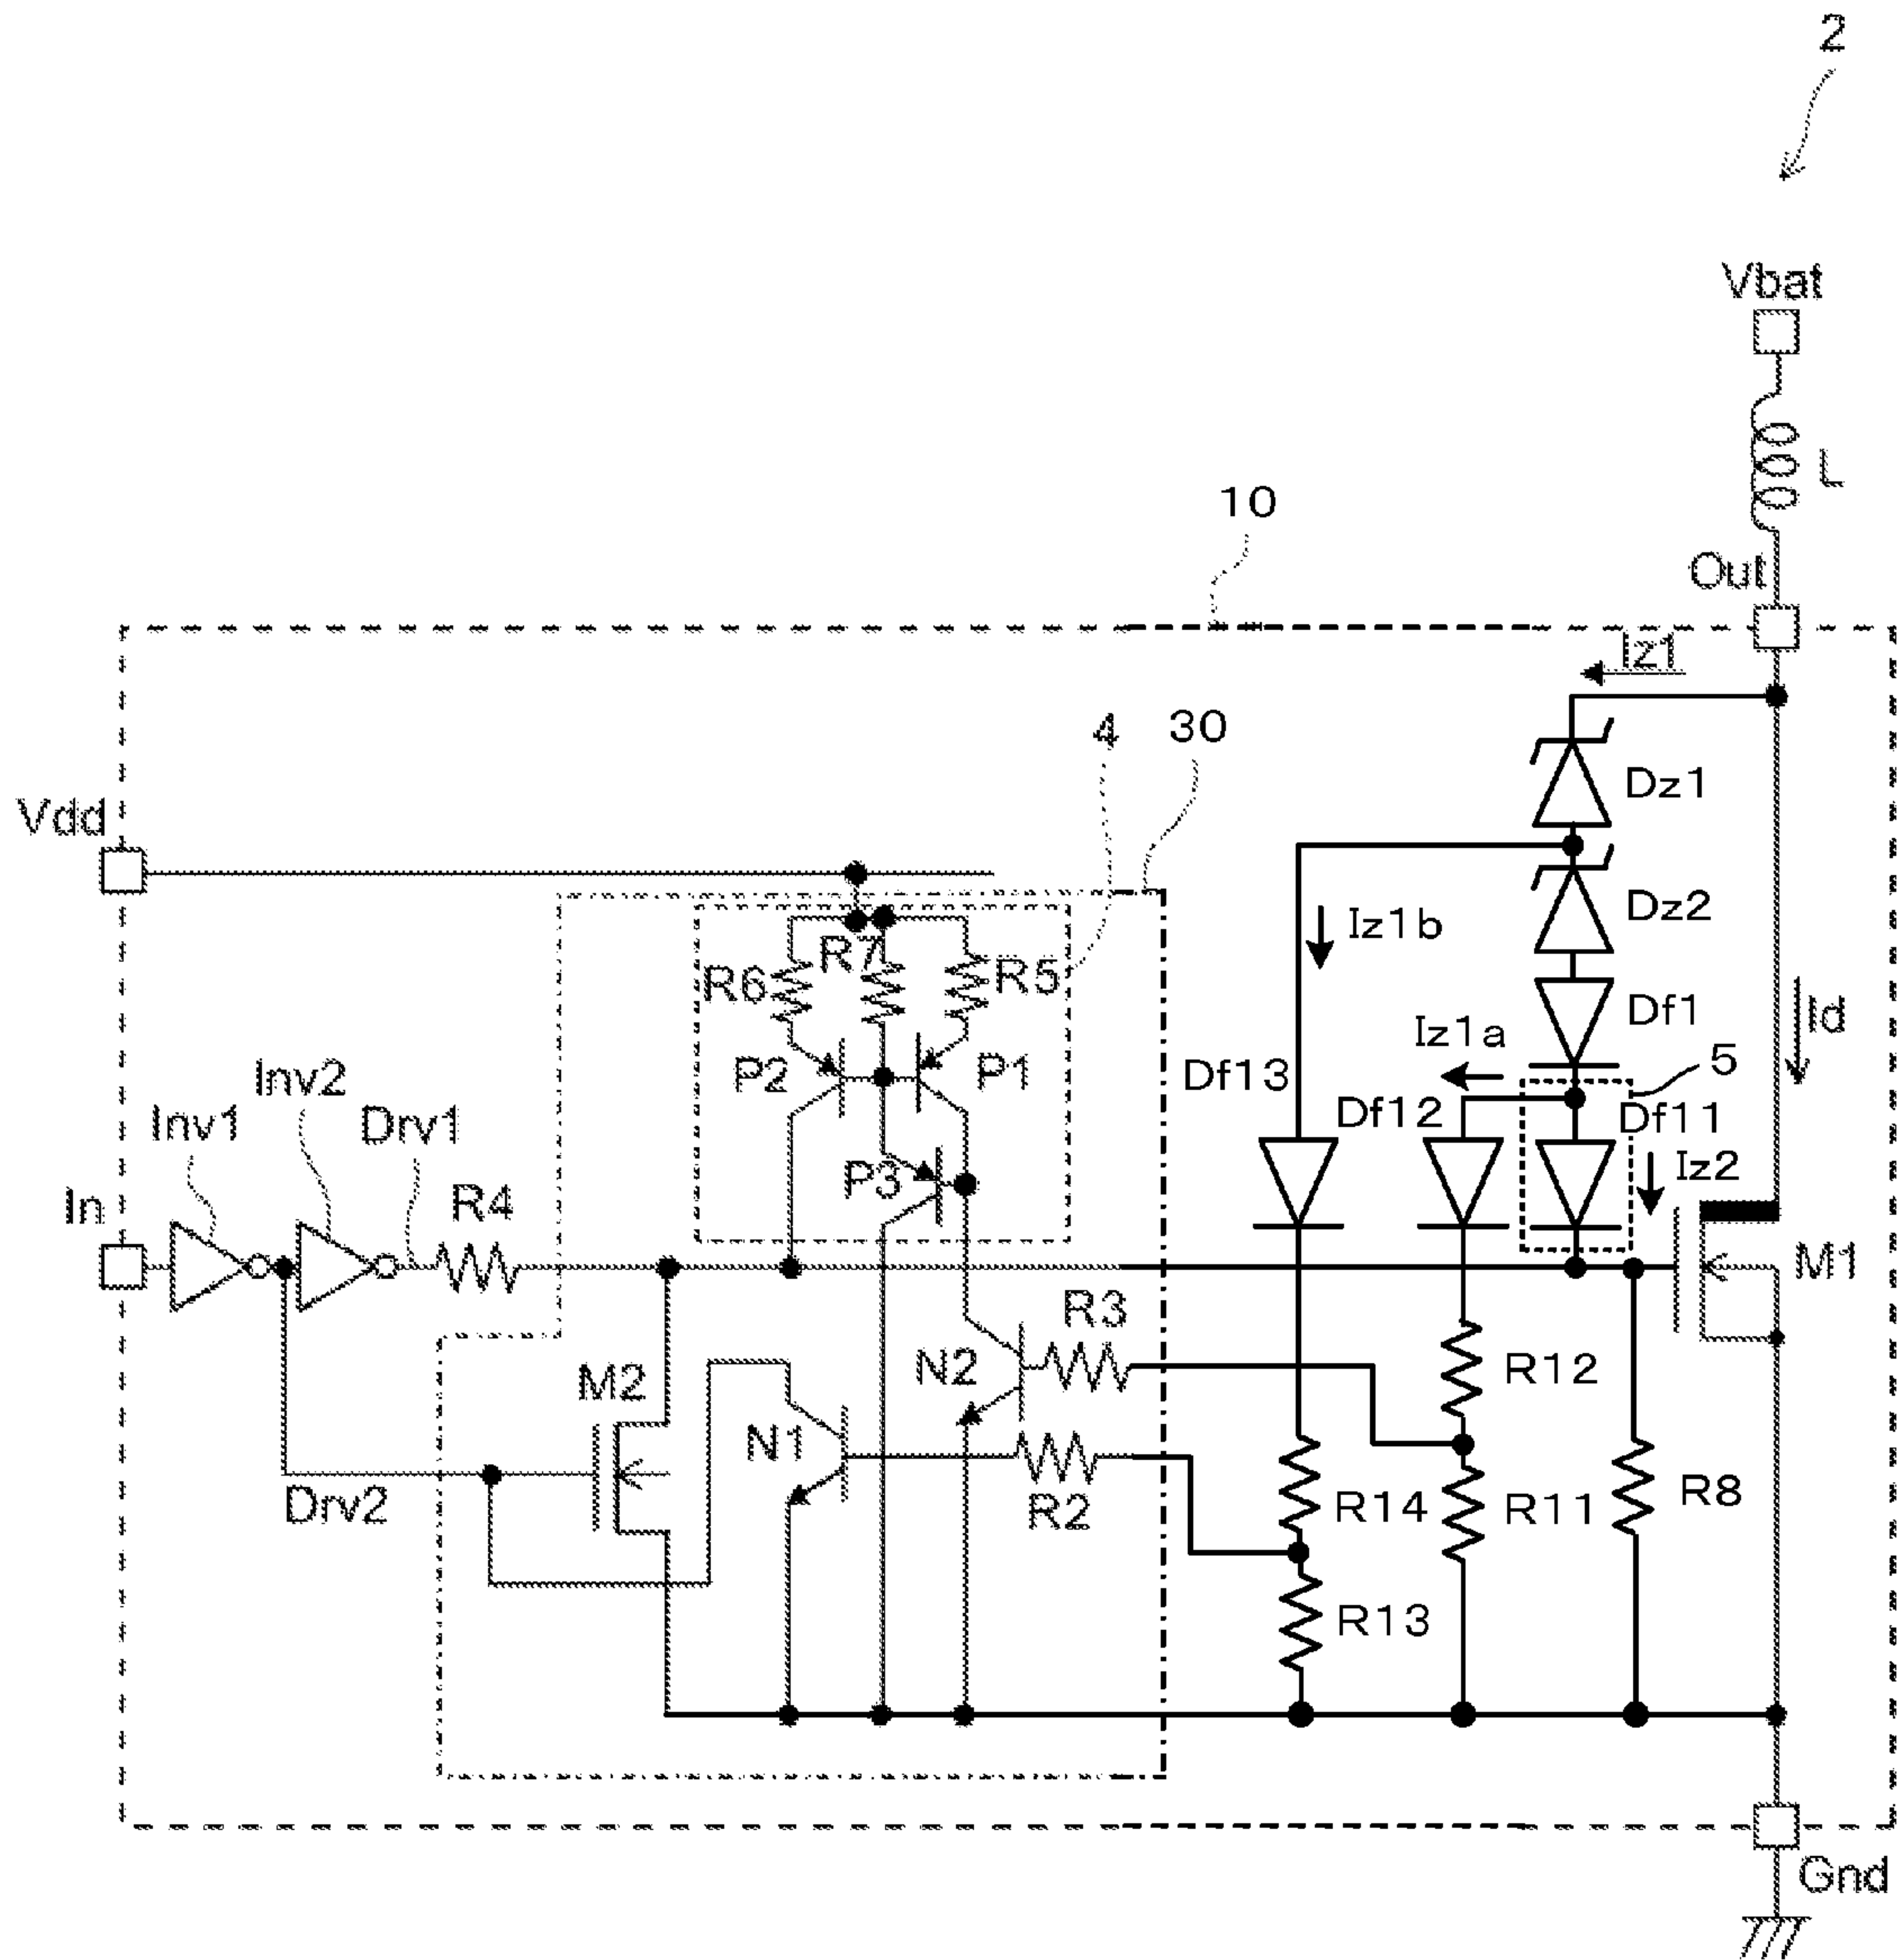 2
Vbat
L
10
Out
Iz1
4
30
Dz1
Vdd
Dz2
Iz1b
R7
R6
R5
Df1
Id
Iz1a
P2
P1
Df13
5
Inv2
Df12
Df11
Inv1
Drv1
P3
Iz2
In
R4
M1
R3
N2
R12
M2
N1
R2
R14
R11
R8
Drv2
R13
Gnd